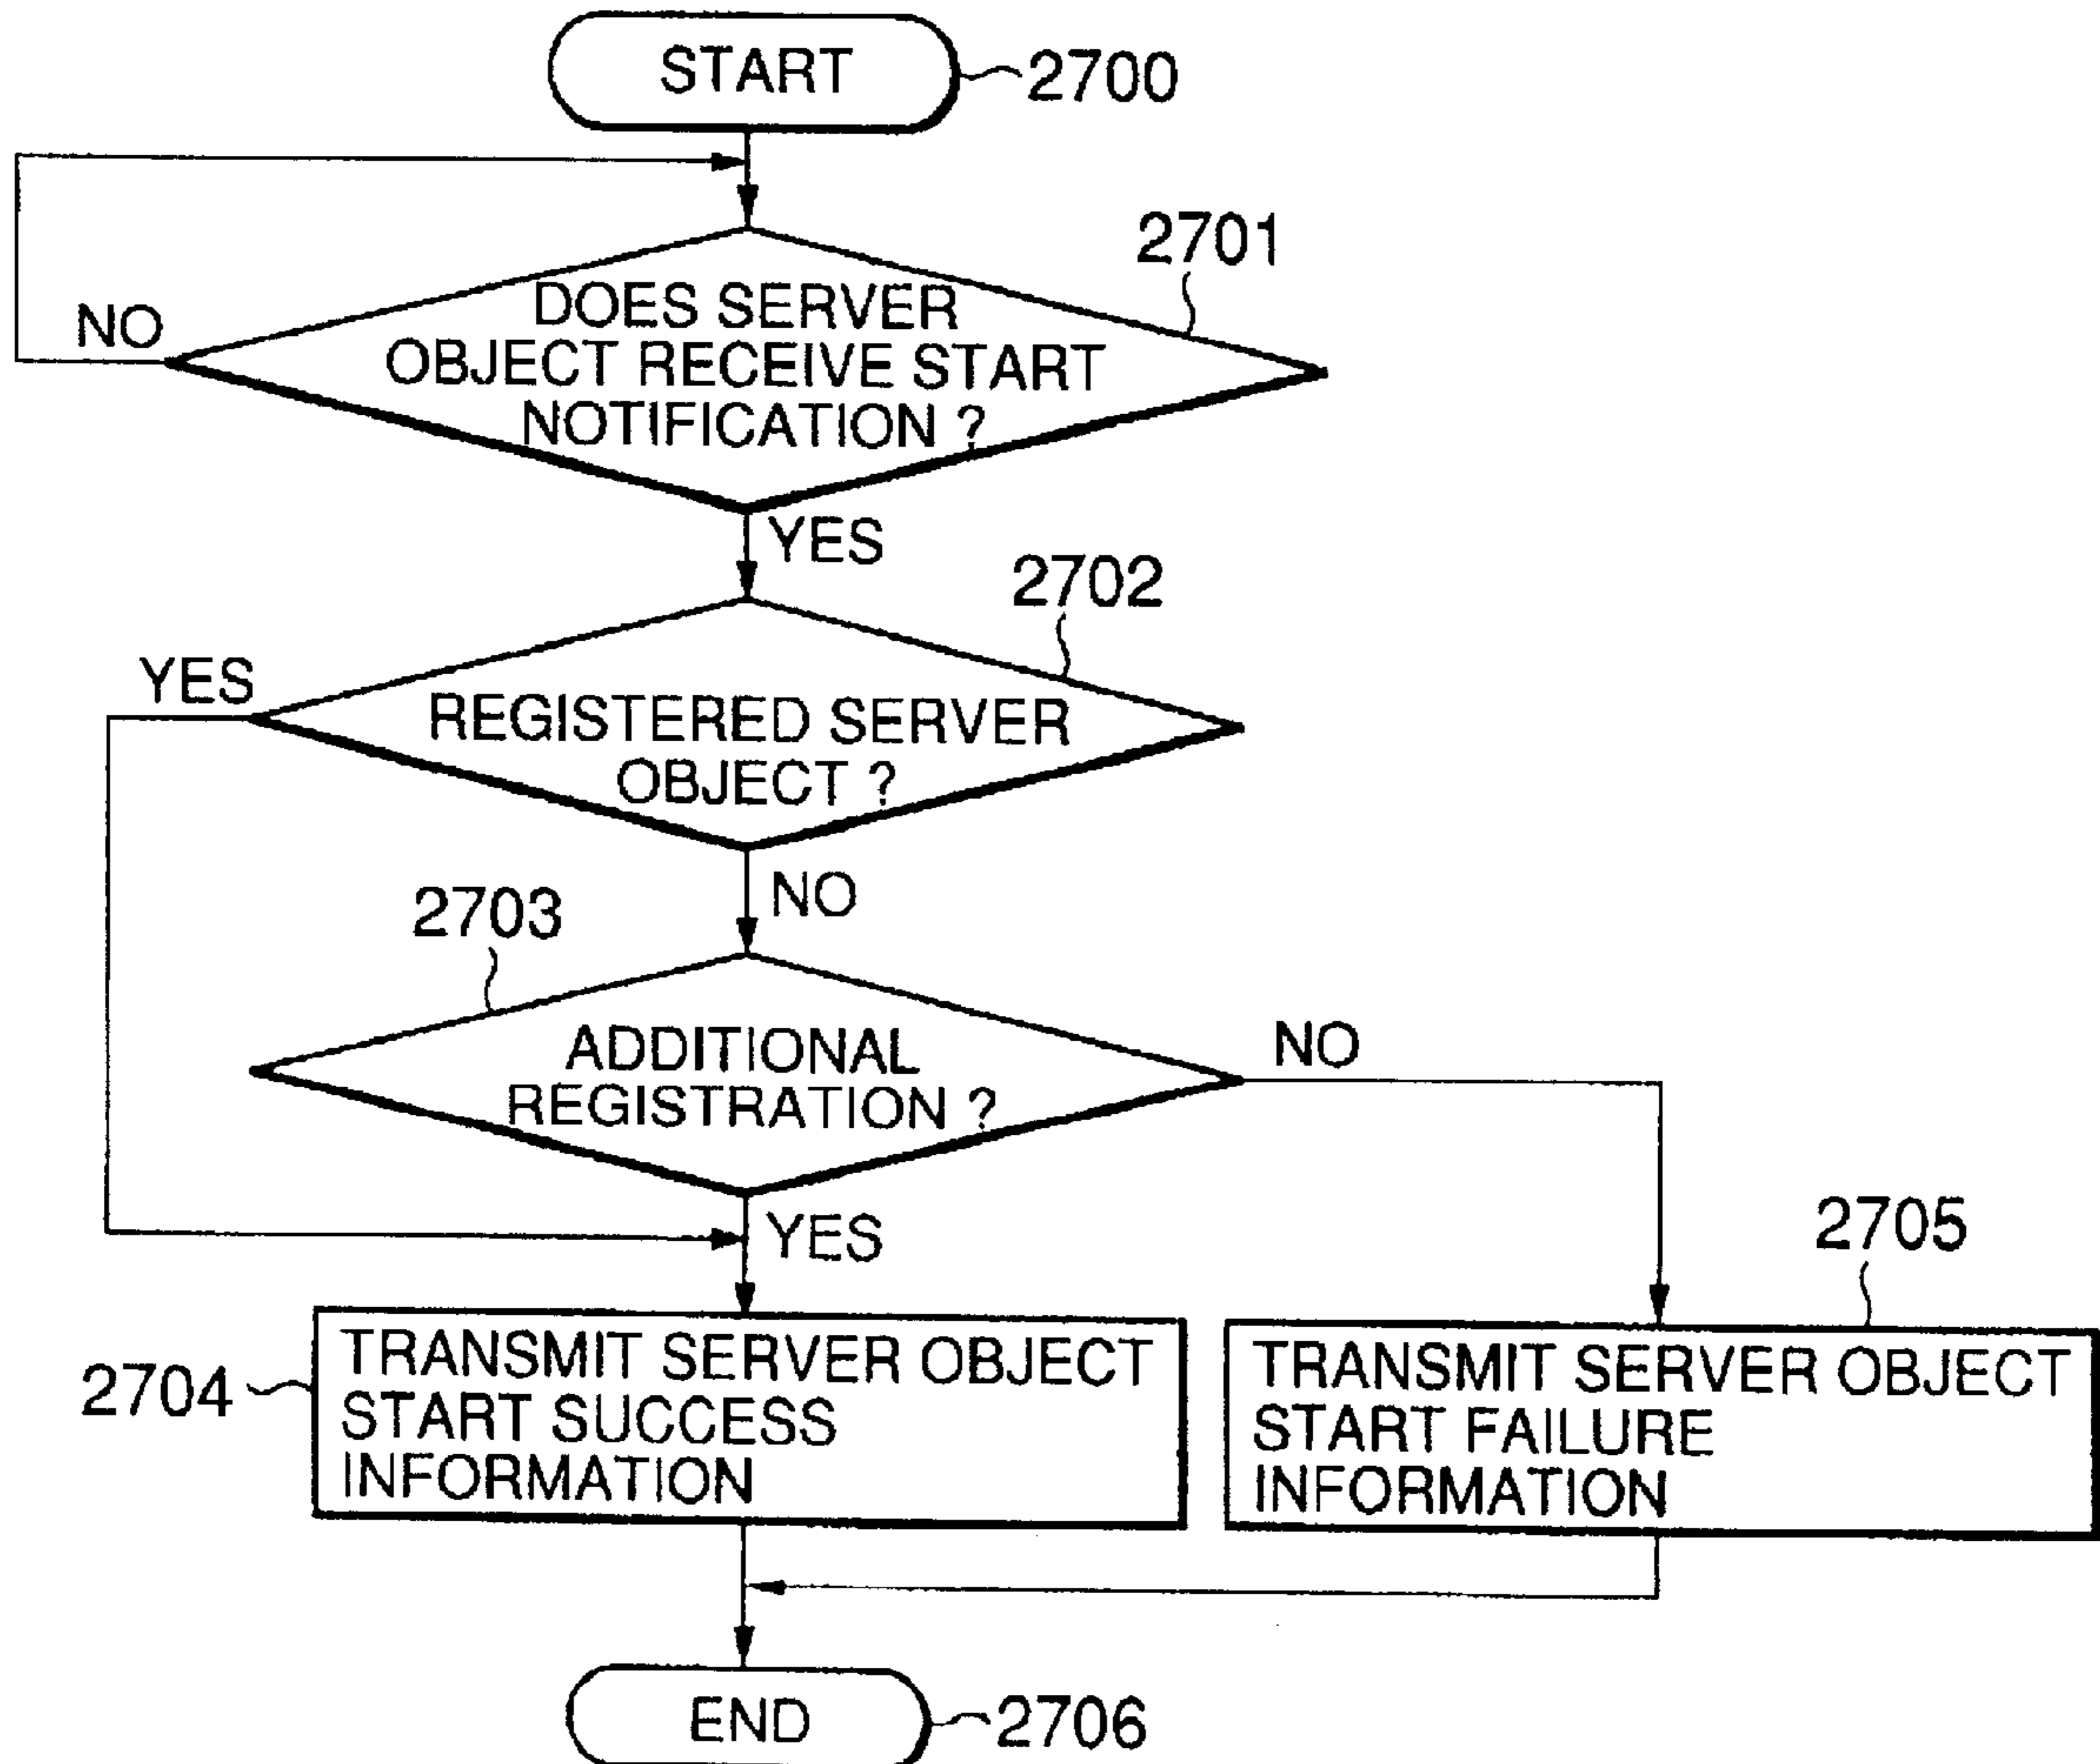 START
2700
2701
NO
DOES SERVER
OBJECT RECEIVE START
NOTIFICATION ?
YES
2702
YES
REGISTERED SERVER
OBJECT ?
NO
2703
ADDITIONAL
REGISTRATION ?
NO
YES
2705
2704
TRANSMIT SERVER OBJECT
START SUCCESS
INFORMATION
TRANSMIT SERVER OBJECT
START FAILURE
INFORMATION
END
2706